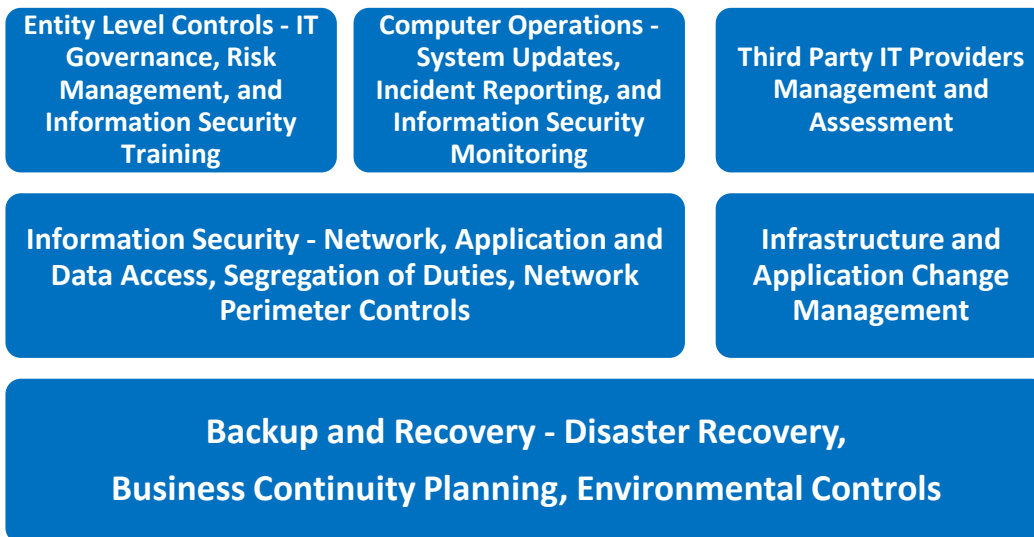 Entity Level Controls - IT
Governance, Risk
Management, and
Information Security
Training
Computer Operations -
System Updates,
Incident Reporting, and
Information Security
Monitoring
Third Party IT Providers
Management and
Assessment
Information Security - Network, Application and
Data Access, Segregation of Duties, Network
Perimeter Controls
Infrastructure and
Application Change
Management
Backup and Recovery - Disaster Recovery,
Business Continuity Planning, Environmental Controls